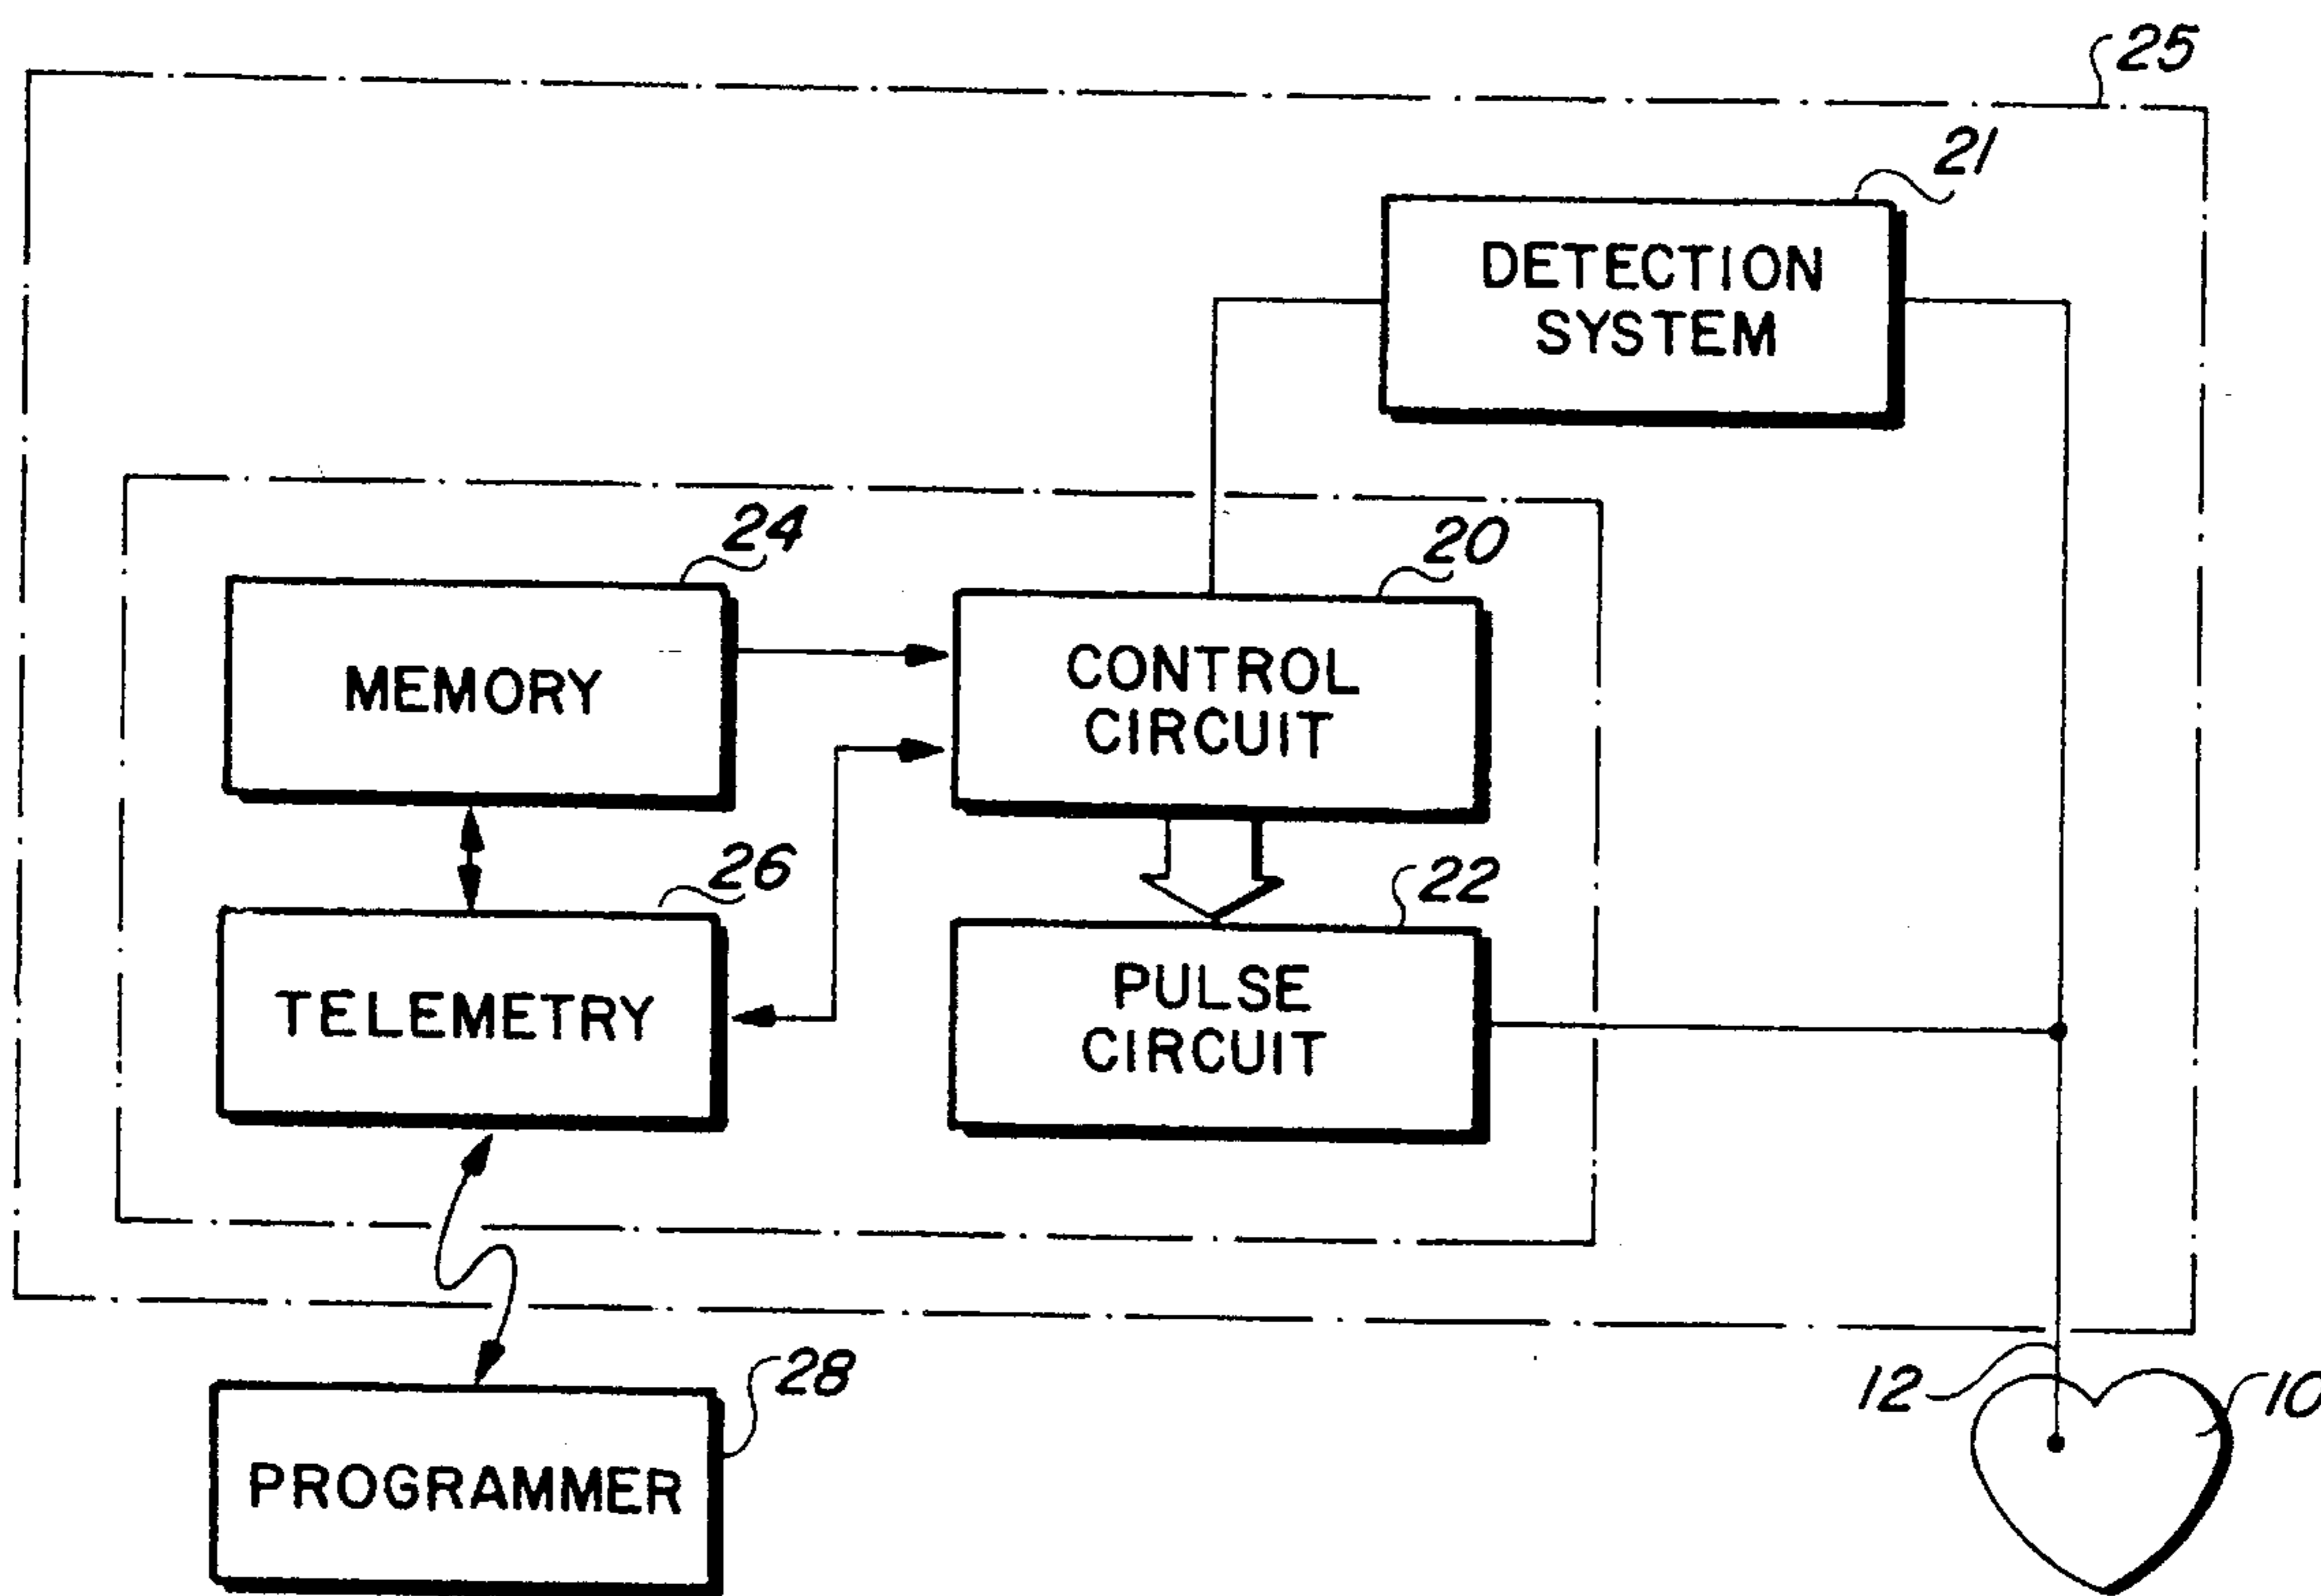 25
21
DETECTION
SYSTEM
24
20
MEMORY
CONTROL
CIRCUIT
26
22
TELEMETRY
PULSE
CIRCUIT
28
12
10
PROGRAMMER